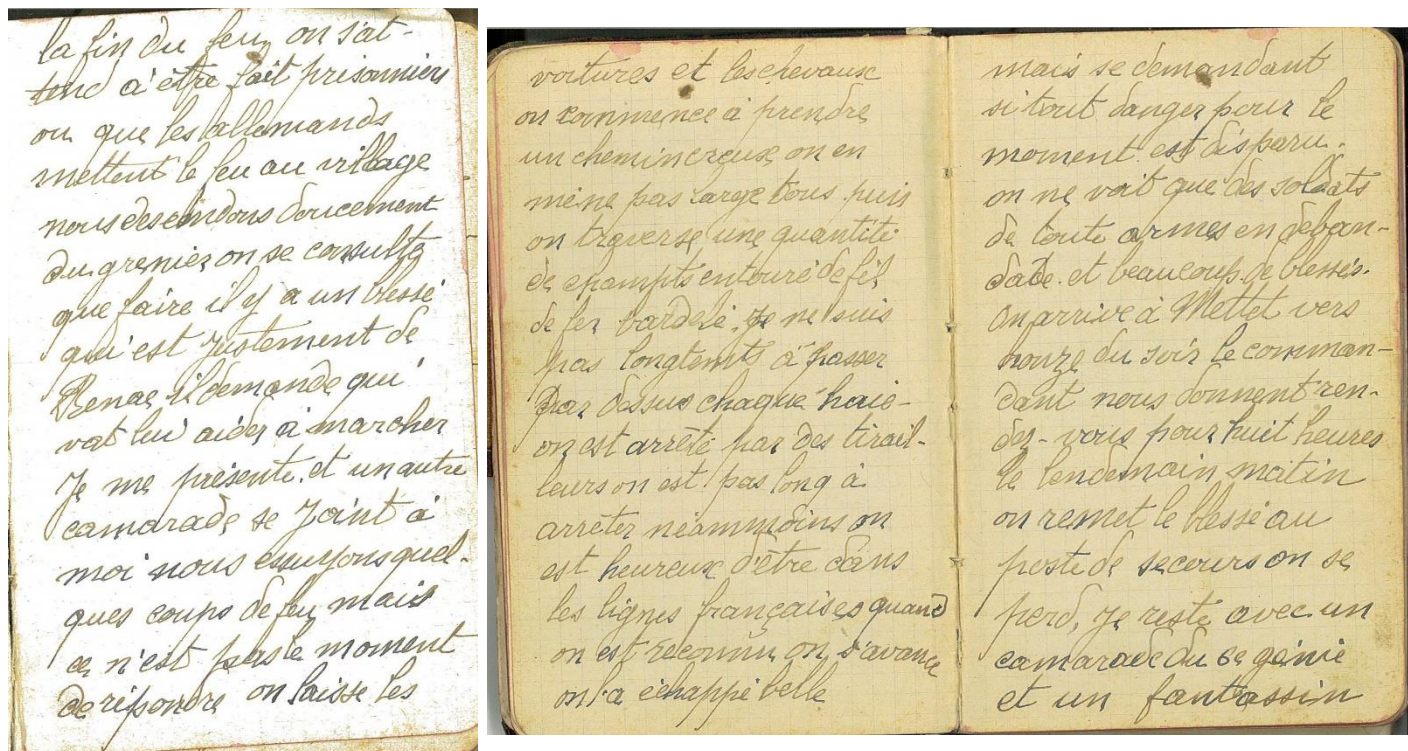 la fin du feu, on s'at-
tend à être fait prisonniers
ou que les allemands
mettent le feu au village
nous descendons doucement
du grenier on se consulte
que faire il y a un blessé
qui est justement de
Renac il demande qui
vat lui aider à marcher
Je me présente. et un autre
camarade se joint à
moi nous essuyons quel-
ques coups de feu, mais
ce n'est pas le moment
de répondre on laisse les
voitures et les chevaux
on commence à prendre
un chemin creux on en
mène pas large tous. puis
on traverse une quantité
de champts entouré de fil
de fer bardelé. Je ne suis
pas longtemts à passer
par dessus chaque haie-
on est arrêté par des tirail-
leurs on est pas long à
arrêter néammoins on
est heureux d'être dans
les lignes françaises quand
on est reconnu on s'avance
on l'a échappé belle
mais se demandant
si tout danger pour le
moment est disparu.
on ne voit que des soldats
de toute armes en deban-
dade. et beaucoup de blessés.
on arrive à Mettet vers
nouze du soir le comman-
dant nous donnent ren-
dez-vous pour huit heures
le lendemain matin
on remet le blessé au
poste de secours on se
perd, je reste avec un
camarade du 6e génie
et un fantassin